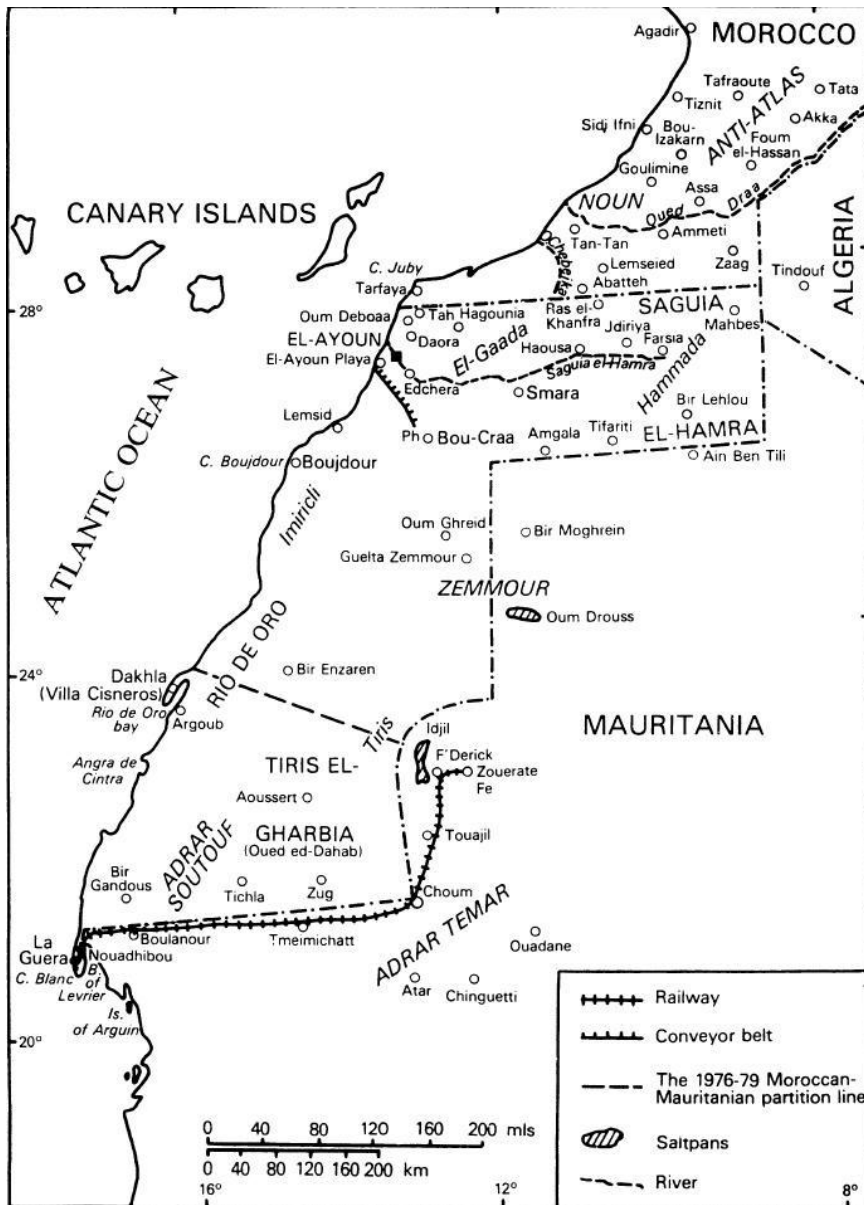 Agadir
MOROCCO
Tafraoute
Tata
Tiznit
ANTI-ATLAS
Akka
Sidi Ifni
Bou-
Izakarn
Foum
el-Hassan
Goulimine
Assa
NOUN
Oued
Draa
CANARY ISLANDS
Tan-Tan
Ammeti
ALGERIA
Chebeika
C. Juby
Lemseied
Zaag
Tindouf
Tarfaya
Abatteh
28°
Oum Deboaa
Tah
Hagounia
Ras el-
Khanfra
SAGUIA
Mahbes
EL-AYOUN
Daora
El-Gaada
Jdiriya
Farsia
Haousa
El-Ayoun Playa
Saguia el-Hamra
Hammada
Edchera
Smara
ATLANTIC OCEAN
Lemsid
Bir Lehlou
Ph
Bou-Craa
Amgala
Tifariti
EL-HAMRA
C. Boujdour
Boujdour
Ain Ben Tili
Imiricli
Oum Ghreid
Bir Moghrein
Guelta Zemmour
ZEMMOUR
Oum Drouss
RIO DE ORO
24°
Dakhla
(Villa Cisneros)
Bir Enzaren
Rio de Oro
bay
Argoub
Tiris
Idjil
MAURITANIA
Angra de
Cintra
TIRIS EL-
F'Derick
Zouerate
Fe
Aoussert
ADRAR
SOUTOUF
GHARBIA
(Oued ed-Dahab)
Touajil
Bir
Gandous
Tichla
Zug
Choum
La
Guera
Boulanour
Tmeimichatt
ADRAR TEMAR
Ouadane
Nouadhibou
C. Blanc
B.
of
Levrier
Atar
Chinguetti
Is.
of Arguin
20°
Railway
Conveyor belt
The 1976-79 Moroccan-
Mauritanian partition line
Saltpans
River
0 40 80 120 160 200 mls
0 40 80 120 160 200 km
16°
12°
8°